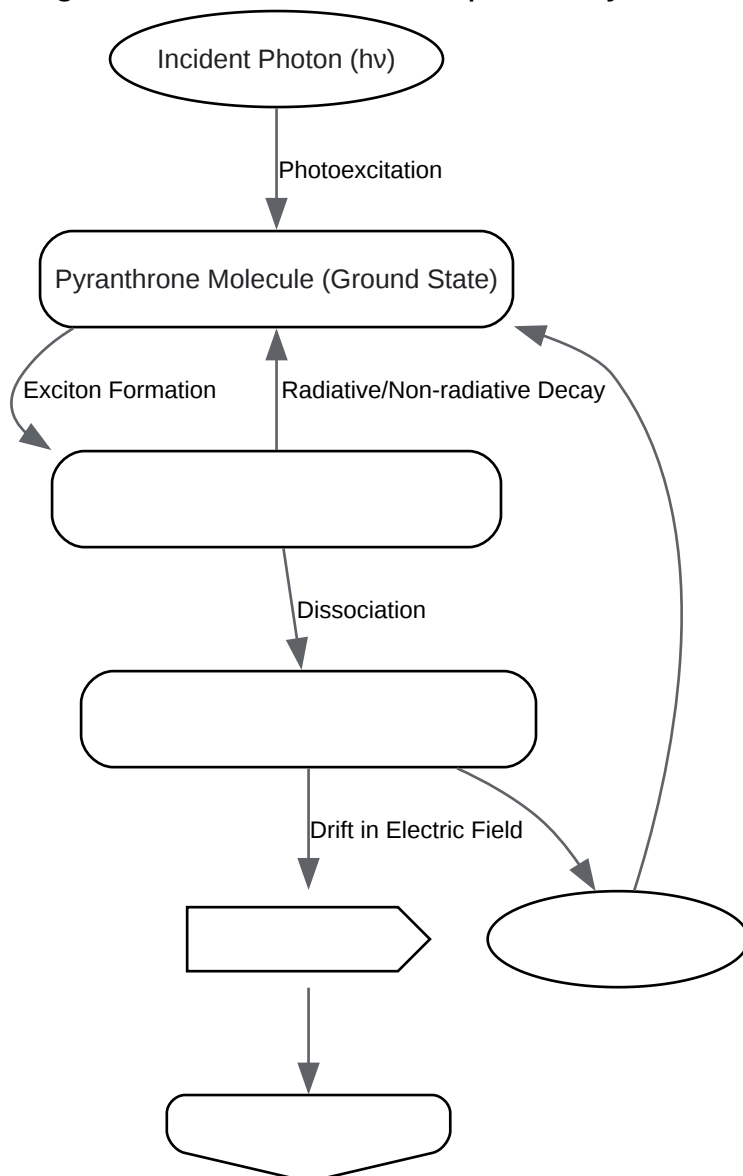 Incident Photon (hν)
Photoexcitation
Pyranthrone Molecule (Ground State)
Exciton Formation
Radiative/Non-radiative Decay
Dissociation
Drift in Electric Field